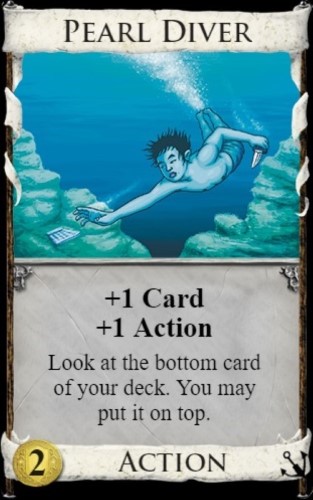 PEARL DIVER
+1 Card
+1 Action
Look at the bottom card
of your deck. You may
put it on top.
2
ACTION